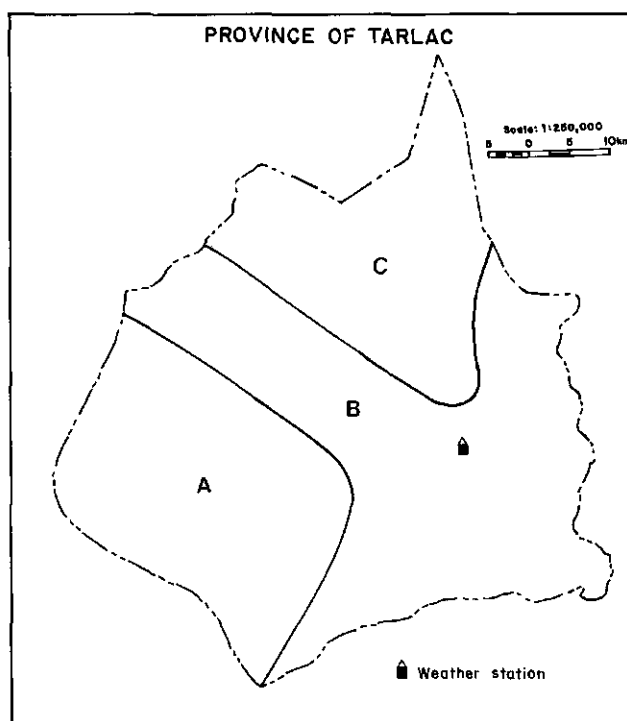 PROVINCE OF TARLAC
Scale: 1:250,000
5 0 5 10km
C
B
A
Weather station